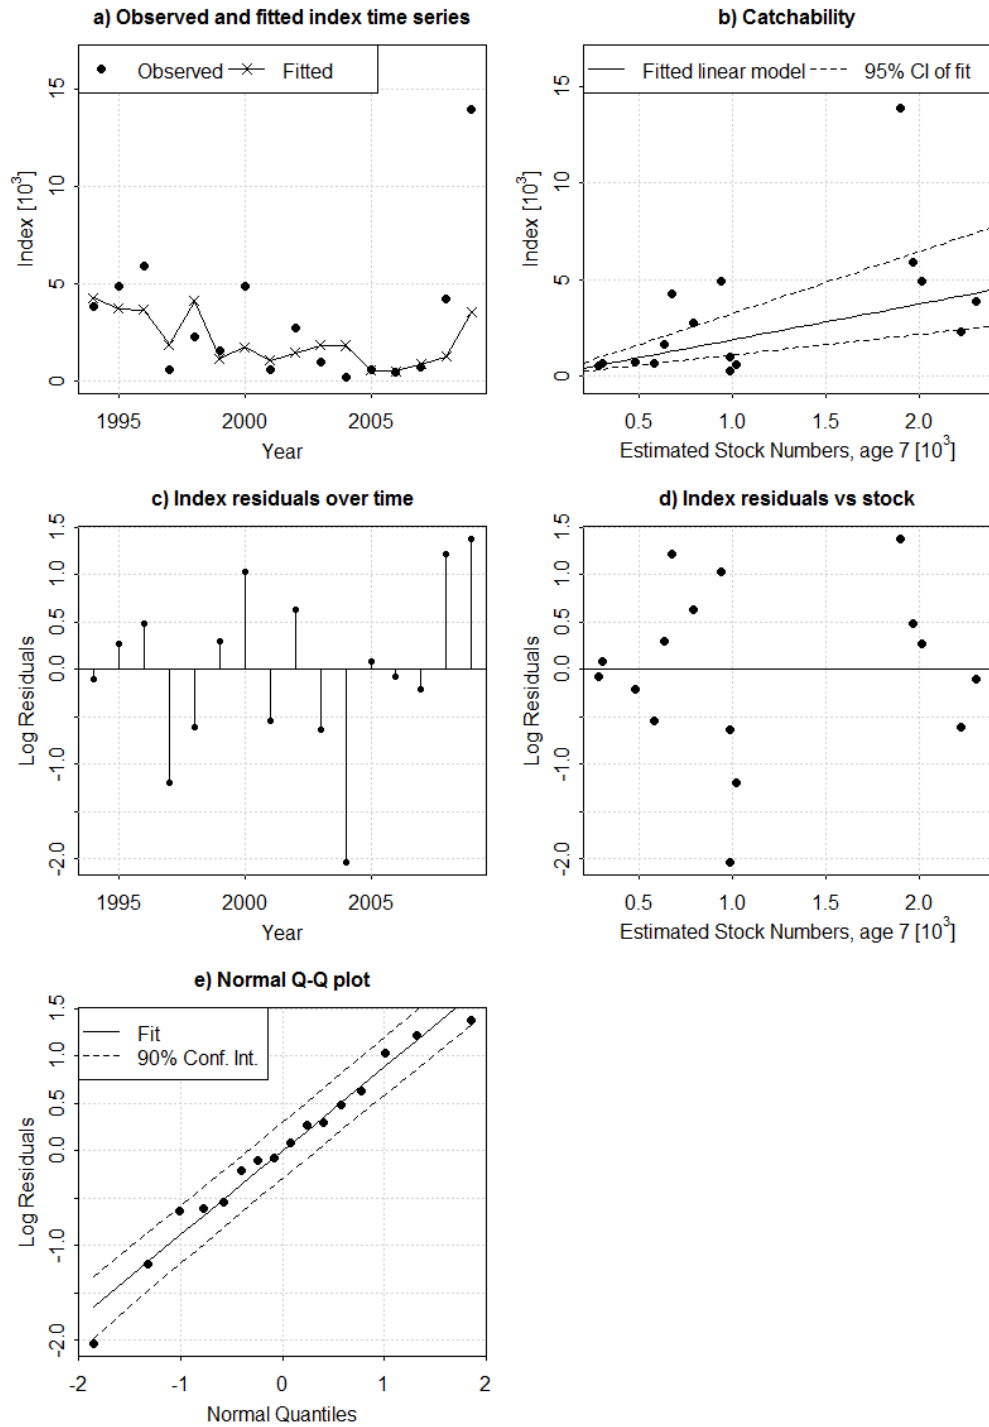 a) Observed and fitted index time series
Observed Fitted
Index [10³]
0 5 10 15
1995 2000 2005
Year
b) Catchability
Fitted linear model 95% CI of fit
Index [10³]
0 5 10 15
0.5 1.0 1.5 2.0
Estimated Stock Numbers, age 7 [10³]
c) Index residuals over time
Log Residuals
-2.0 -1.0 0.0 0.5 1.0 1.5
1995 2000 2005
Year
d) Index residuals vs stock
Log Residuals
-2.0 -1.0 0.0 0.5 1.0 1.5
0.5 1.0 1.5 2.0
Estimated Stock Numbers, age 7 [10³]
e) Normal Q-Q plot
Fit
90% Conf. Int.
Log Residuals
-2.0 -1.0 0.0 0.5 1.0 1.5
-2 -1 0 1 2
Normal Quantiles